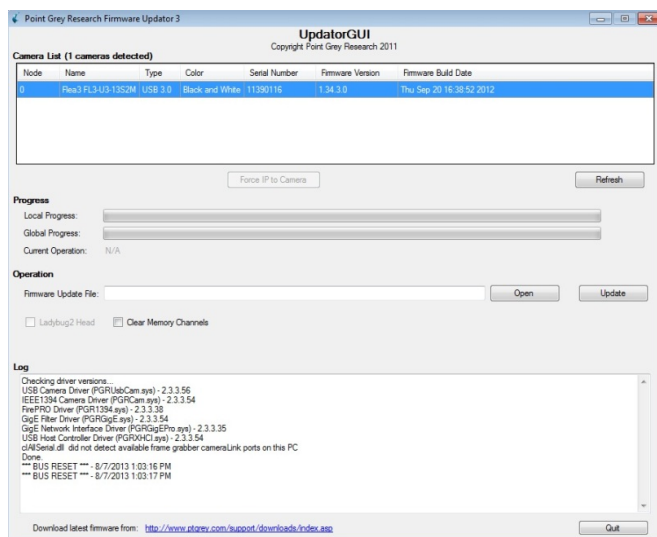 Point Grey Research Firmware Updator 3
UpdatorGUI
Copyright Point Grey Research 2011
Camera List (1 cameras detected)
Node Name Type Color Serial Number Firmware Version Firmware Build Date
0 Flea3 FL3-U3-13S2M USB 3.0 Black and White 11390116 1.34.3.0 Thu Sep 20 16:38:52 2012
Force IP to Camera Refresh
Progress
Local Progress:
Global Progress:
Current Operation: N/A
Operation
Firmware Update File: Open Update
Ladybug2 Head Clear Memory Channels
Log
Checking driver versions...
USB Camera Driver (PGRUsbCam.sys) - 2.3.3.56
IEEE1394 Camera Driver (PGRCam.sys) - 2.3.3.54
FirePRO Driver (PGR1394.sys) - 2.3.3.38
GigE Filter Driver (PGRGigE.sys) - 2.3.3.54
GigE Network Interface Driver (PGRGigEPro.sys) - 2.3.3.35
USB Host Controller Driver (PGRXHCI.sys) - 2.3.3.54
clAllSerial.dll did not detect available frame grabber cameraLink ports on this PC
Done.
*** BUS RESET *** - 8/7/2013 1:03:16 PM
*** BUS RESET *** - 8/7/2013 1:03:17 PM
Download latest firmware from: http://www.ptgrey.com/support/downloads/index.asp Quit